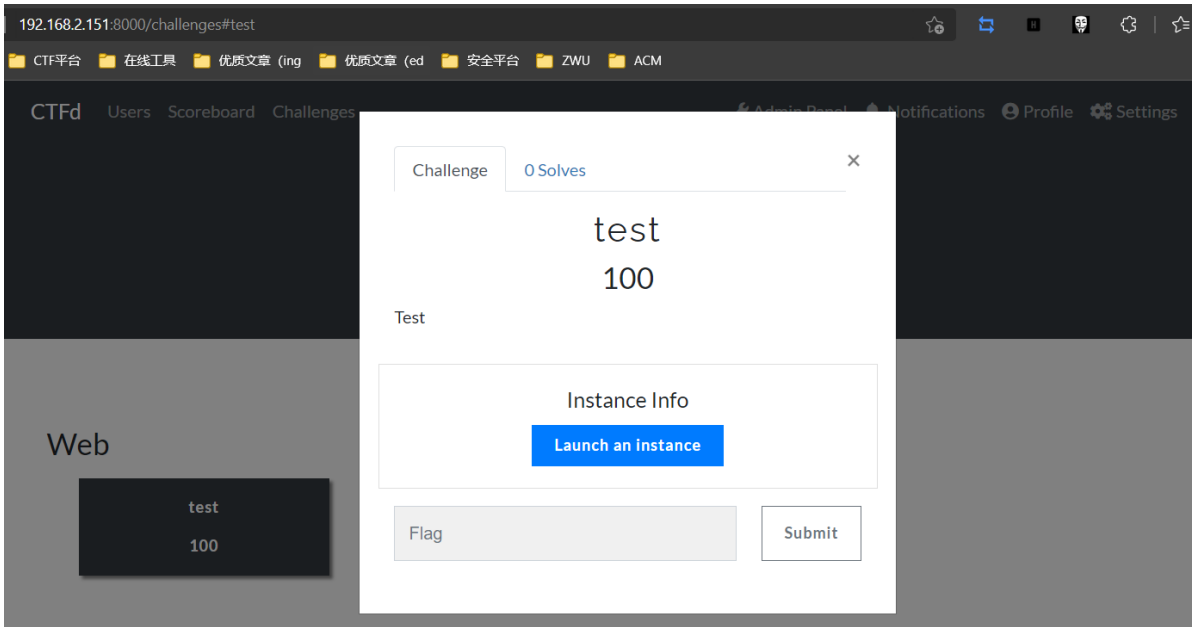 192.168.2.151:8000/challenges#test
CTF平台 在线工具 优质文章 (ing 优质文章 (ed 安全平台 ZWU ACM
CTFd Users Scoreboard Challenges Admin Panel Notifications Profile Settings
Challenge 0 Solves ×
test
100
Test
Instance Info
Launch an instance
Flag Submit
Web
test
100